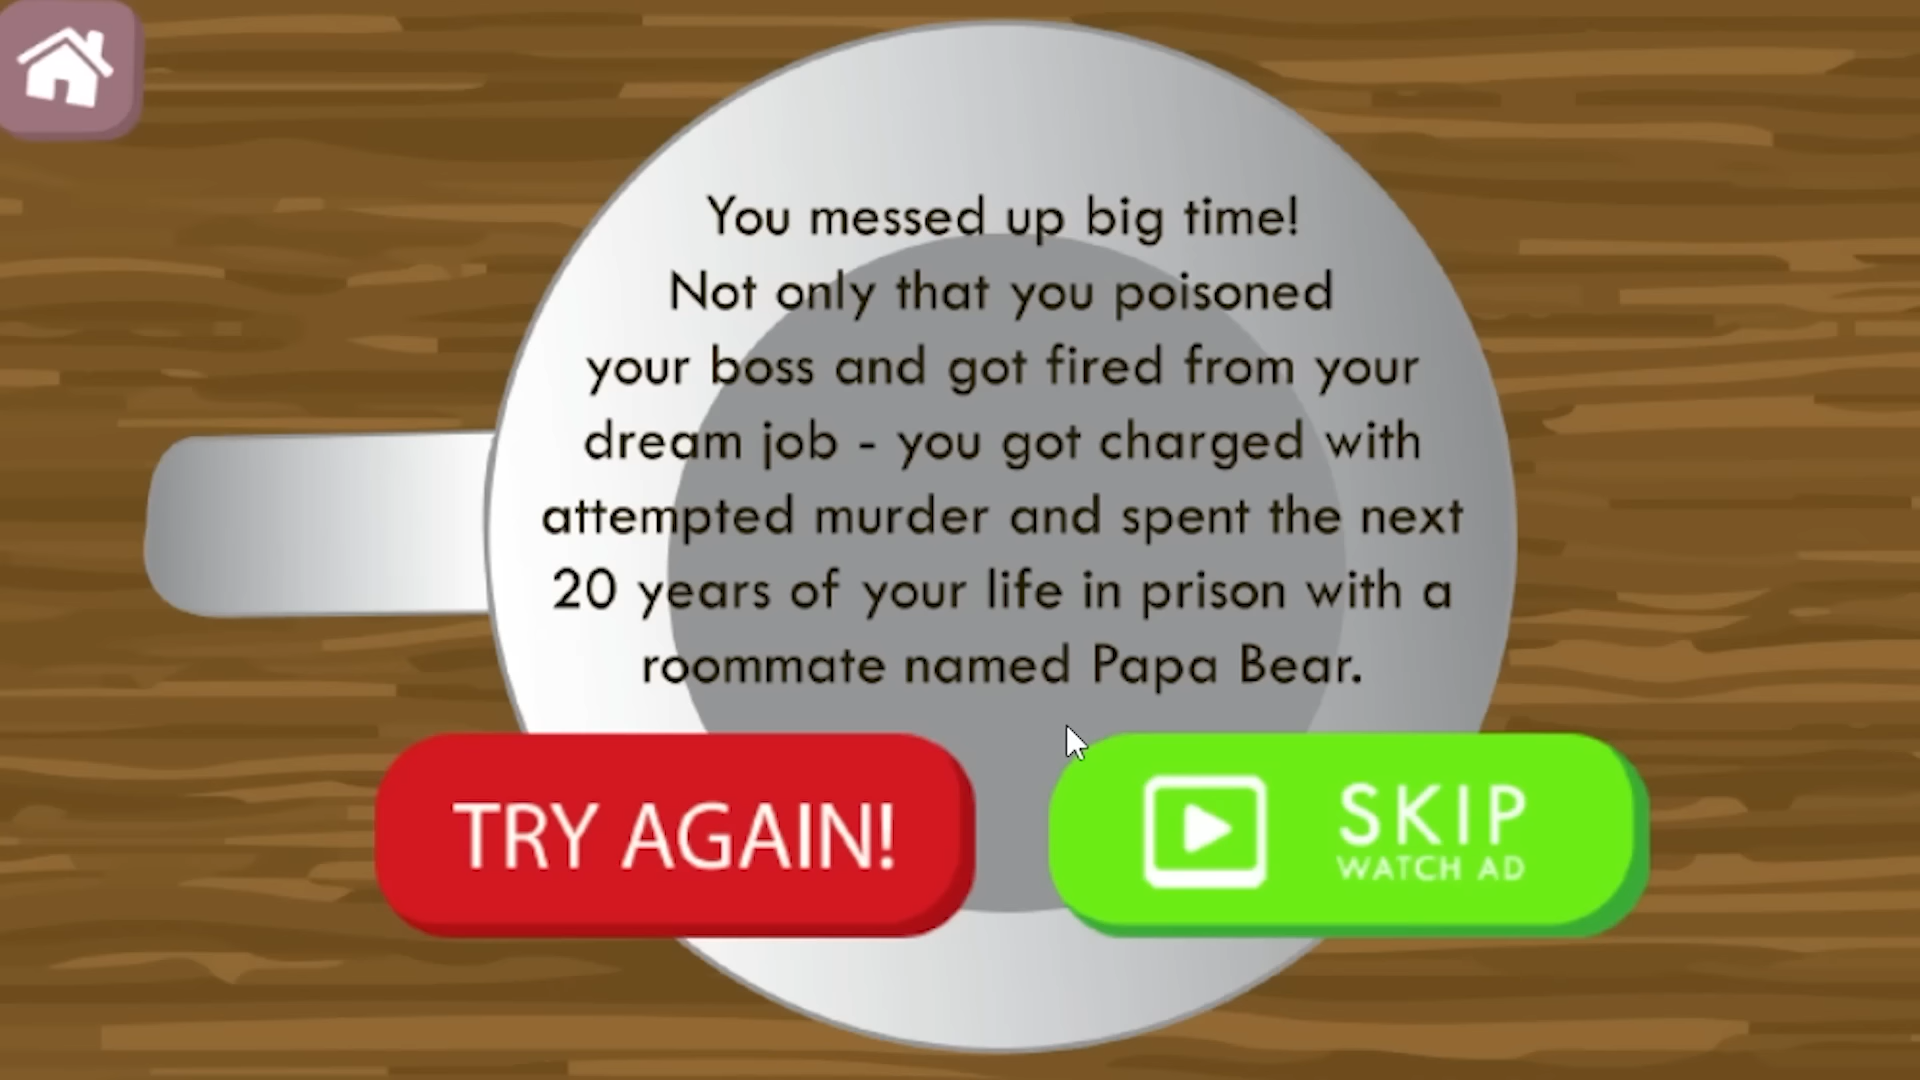 You messed up big time!
Not only that you poisoned
your boss and got fired from your
dream job - you got charged with
attempted murder and spent the next
20 years of your life in prison with a
roommate named Papa Bear.
TRY AGAIN!
SKIP
WATCH AD